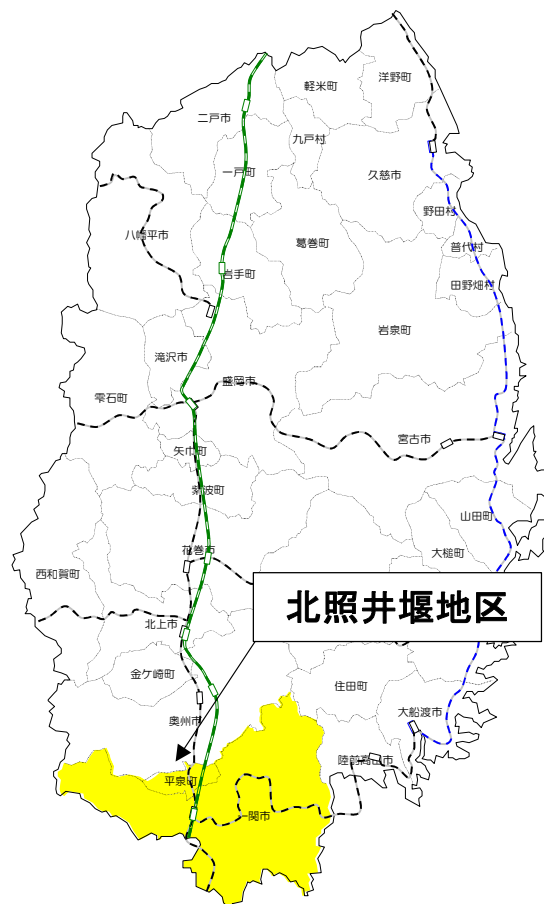 洋野町
軽米町
二戸市
九戸村
一戸町
久慈市
野田村
八幡平市
葛巻町
普代村
岩手町
田野畑村
岩泉町
滝沢市
盛岡市
雫石町
宮古市
矢巾町
紫波町
山田町
花巻市
大槌町
西和賀町
北照井堰地区
北上市
金ケ崎町
住田町
大船渡市
奥州市
陸前高田市
平泉町
一関市